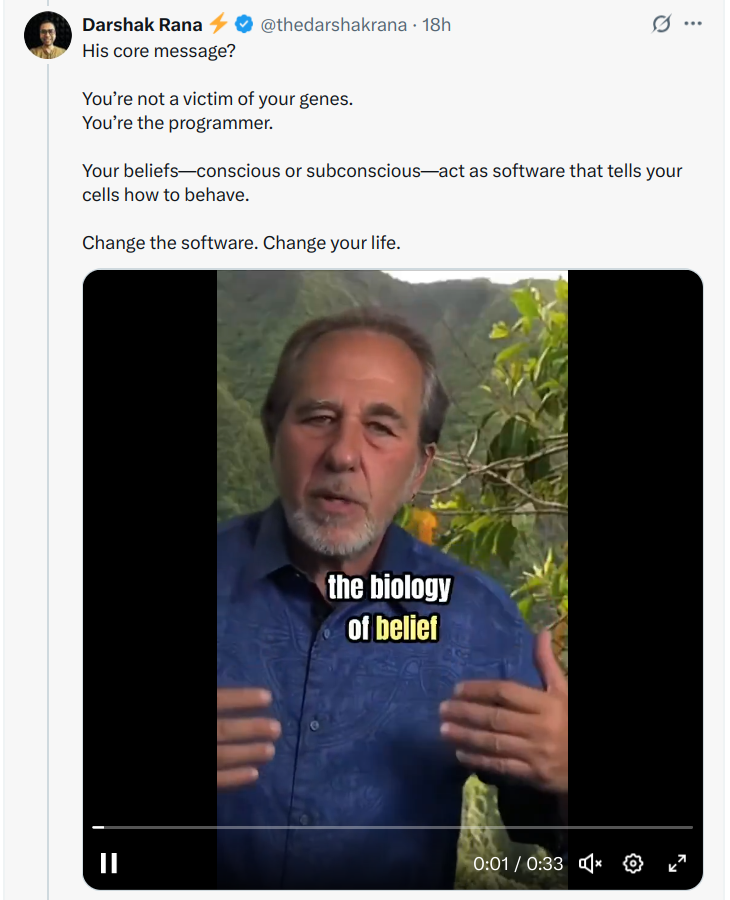 Darshak Rana⚡ @thedarshakrana · 18h
His core message?
You’re not a victim of your genes.
You’re the programmer.
Your beliefs—conscious or subconscious—act as software that tells your
cells how to behave.
Change the software. Change your life.
the biology
of belief
0:01 / 0:33